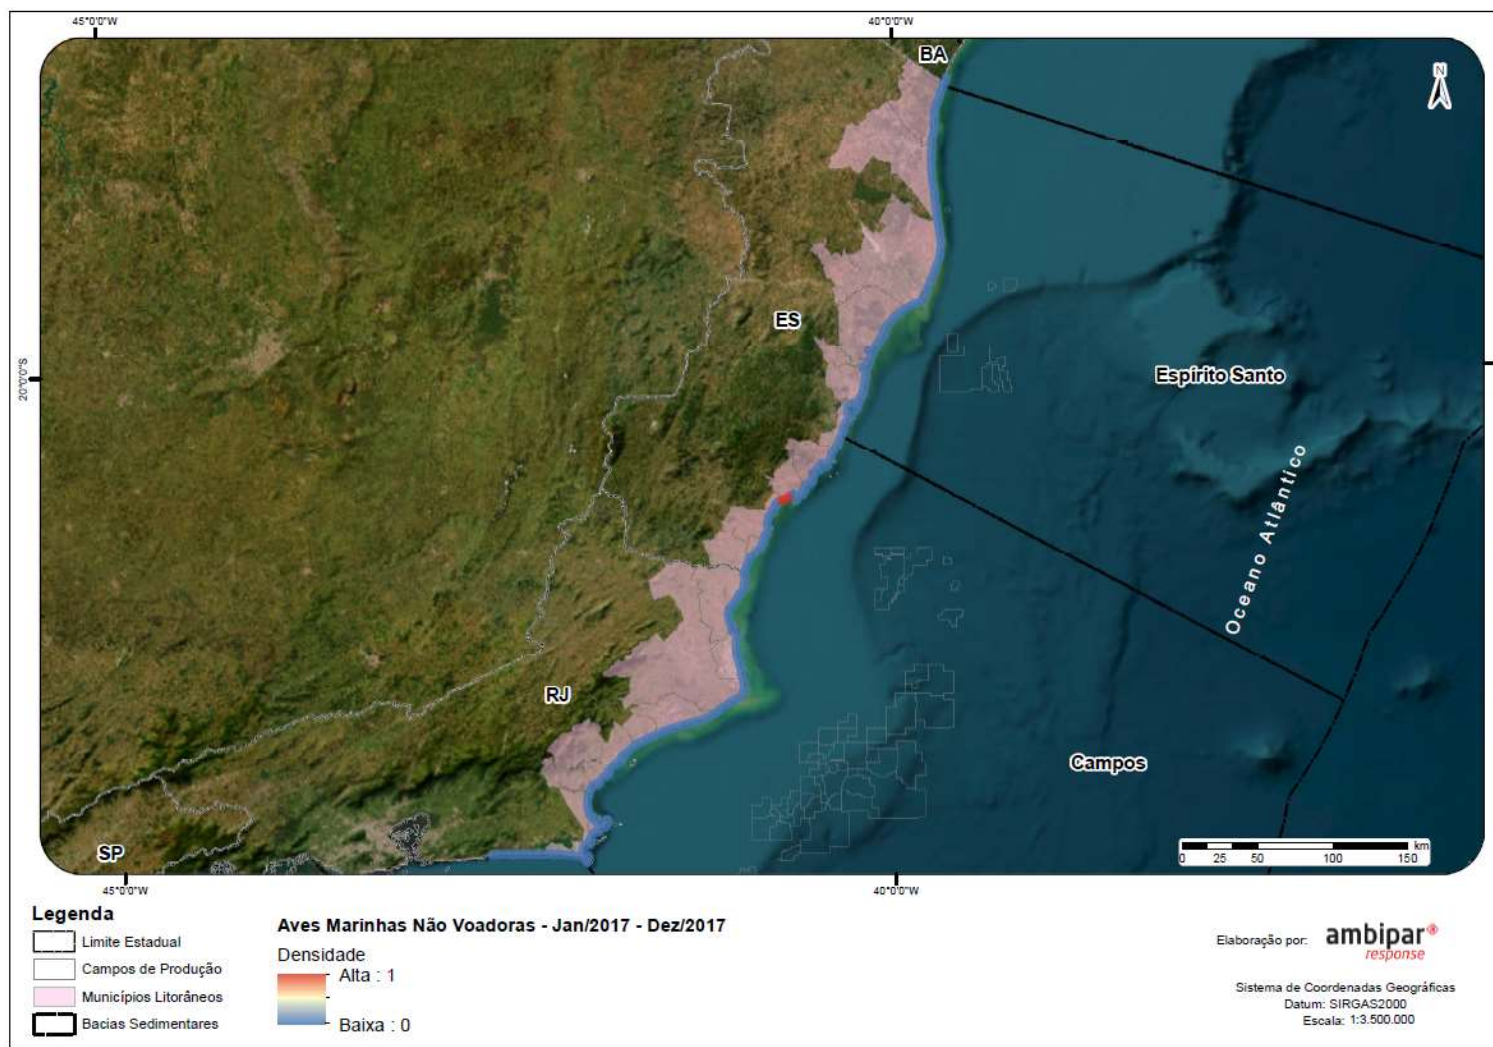 45°0'0"W 40°0'0"W
BA
N
ES
20°0'0"S
Espírito Santo
Oceano Atlântico
RJ
Campos
SP
km
0 25 50 100 150
45°0'0"W 40°0'0"W
Legenda
Limite Estadual
Campos de Produção
Municípios Litorâneos
Bacias Sedimentares
Aves Marinhas Não Voadoras - Jan/2017 - Dez/2017
Densidade
Alta : 1
Baixa : 0
Elaboração por: ambipar®
response
Sistema de Coordenadas Geográficas
Datum: SIRGAS2000
Escala: 1:3.500.000